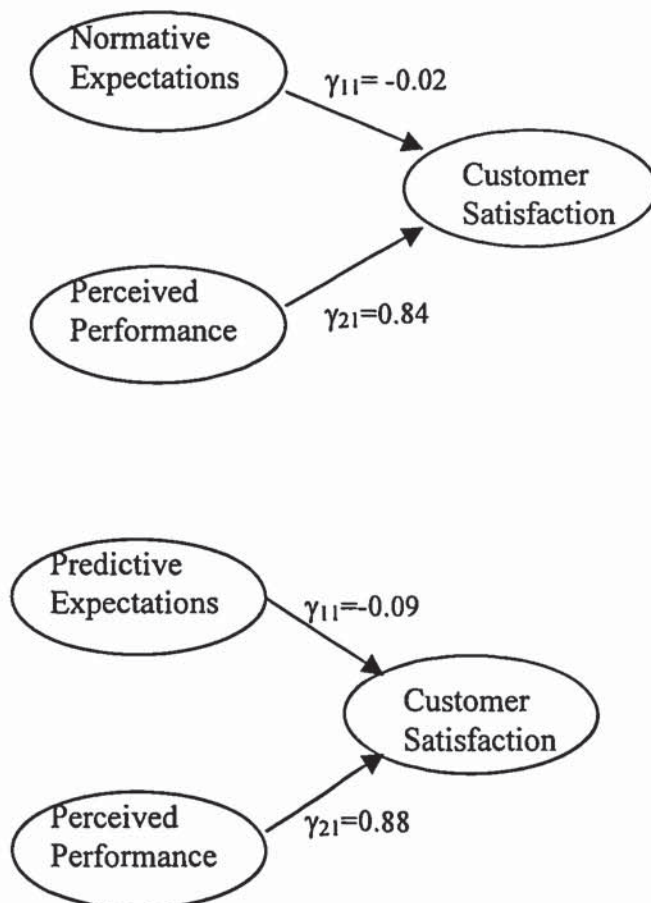 Normative
Expectations
γ11= -0.02
Customer
Satisfaction
Perceived
Performance
γ21=0.84
Predictive
Expectations
γ11=-0.09
Customer
Satisfaction
Perceived
Performance
γ21=0.88